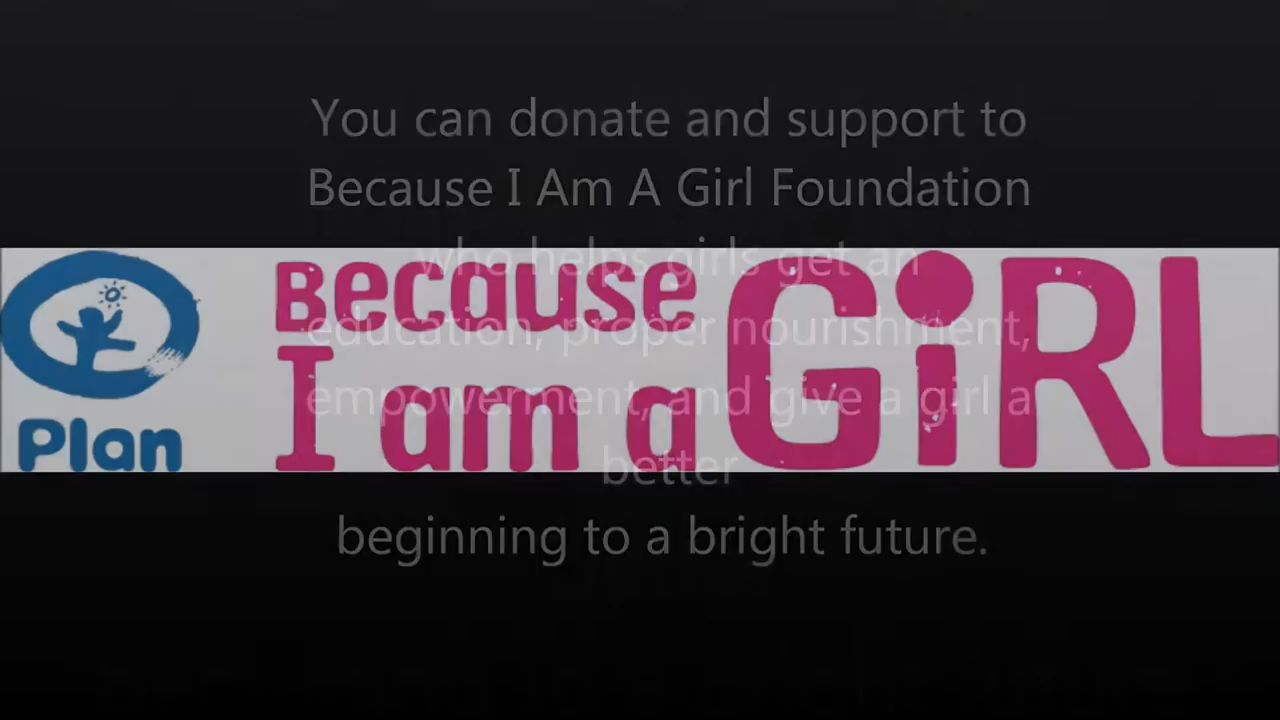 You can donate and support to
Because I Am A Girl Foundation
who helps girls get an
education, proper nourishment,
empowerment, and give a girl a
better
beginning to a bright future.
Plan
Because
I am a
GiRL